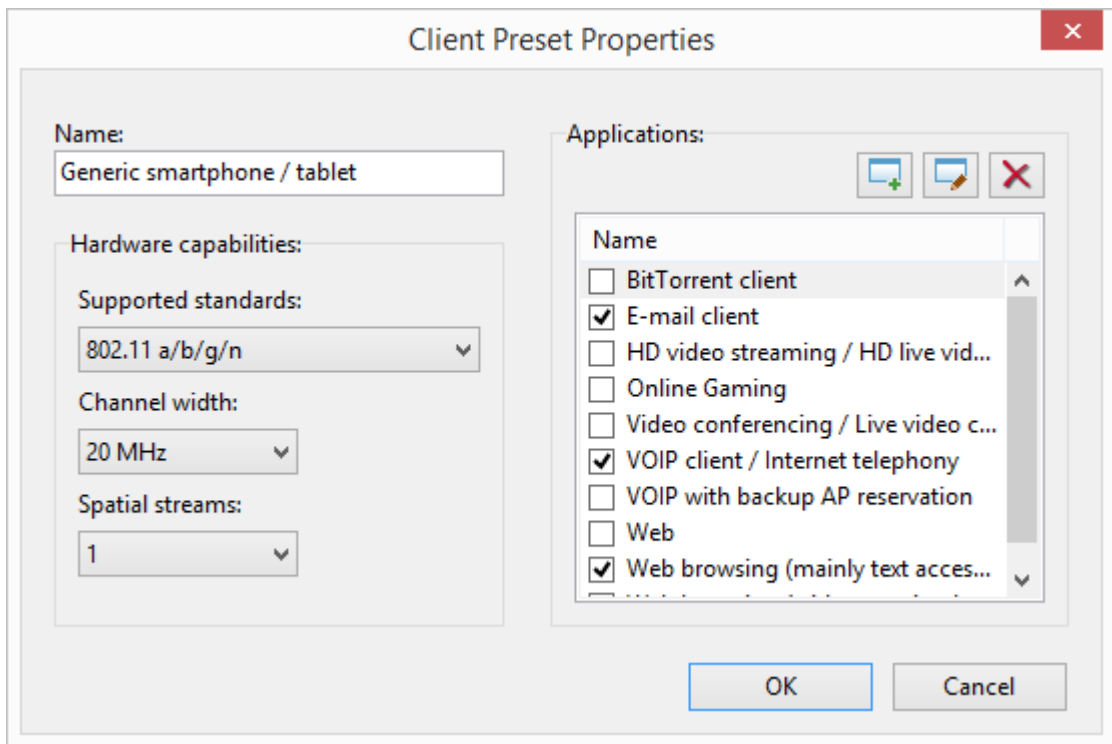 Client Preset Properties
Name:
Generic smartphone / tablet
Hardware capabilities:
Supported standards:
802.11 a/b/g/n
Channel width:
20 MHz
Spatial streams:
1
Applications:
Name
BitTorrent client
E-mail client
HD video streaming / HD live vid...
Online Gaming
Video conferencing / Live video c...
VOIP client / Internet telephony
VOIP with backup AP reservation
Web
Web browsing (mainly text acces...
OK
Cancel